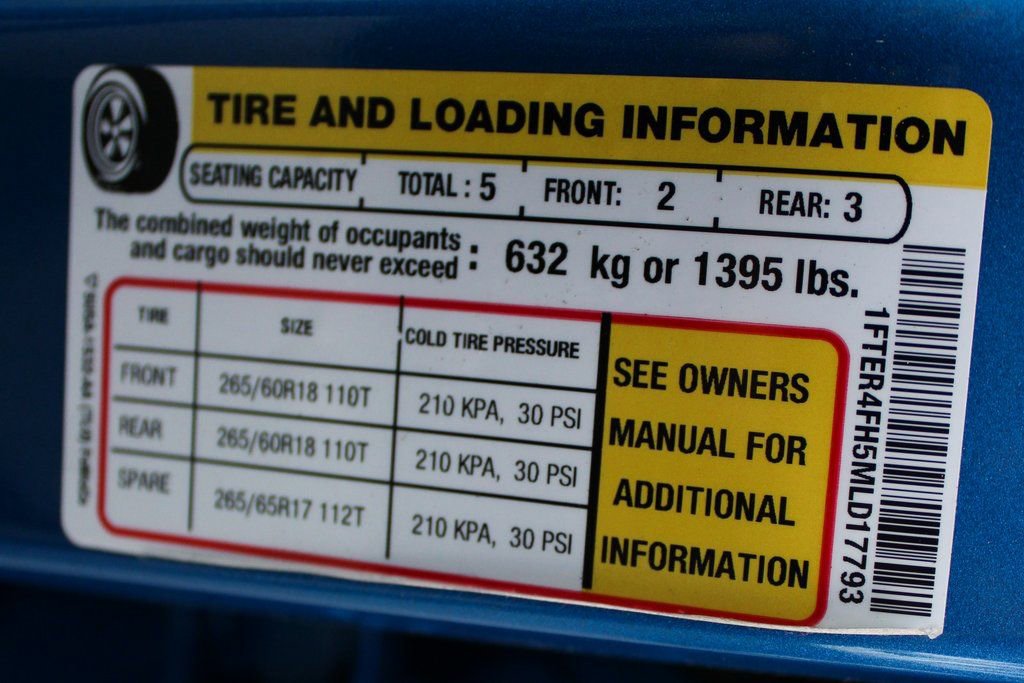 TIRE AND LOADING INFORMATION
SEATING CAPACITY TOTAL : 5 FRONT: 2 REAR: 3
The combined weight of occupants
and cargo should never exceed : 632 kg or 1395 lbs.
TIRE SIZE COLD TIRE PRESSURE
FRONT 265/60R18 110T 210 KPA, 30 PSI
REAR 265/60R18 110T 210 KPA, 30 PSI
SPARE 265/65R17 112T 210 KPA, 30 PSI
SEE OWNERS
MANUAL FOR
ADDITIONAL
INFORMATION
1FTER4FH5MLD17793